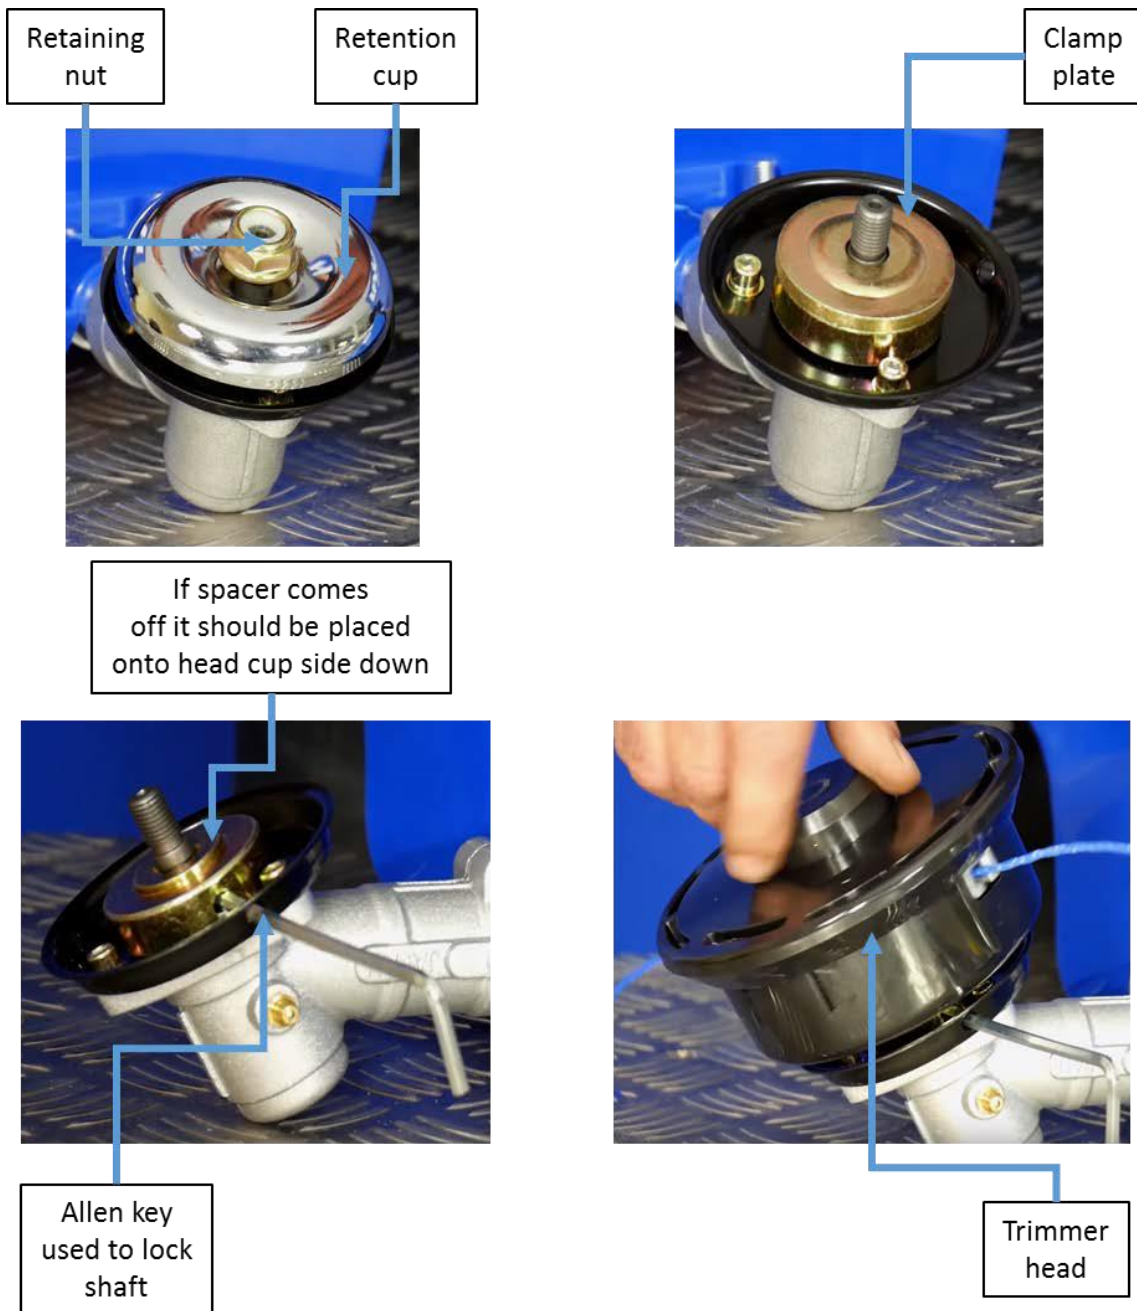 Retaining
nut
Retention
cup
Clamp
plate
If spacer comes
off it should be placed
onto head cup side down
Allen key
used to lock
shaft
Trimmer
head